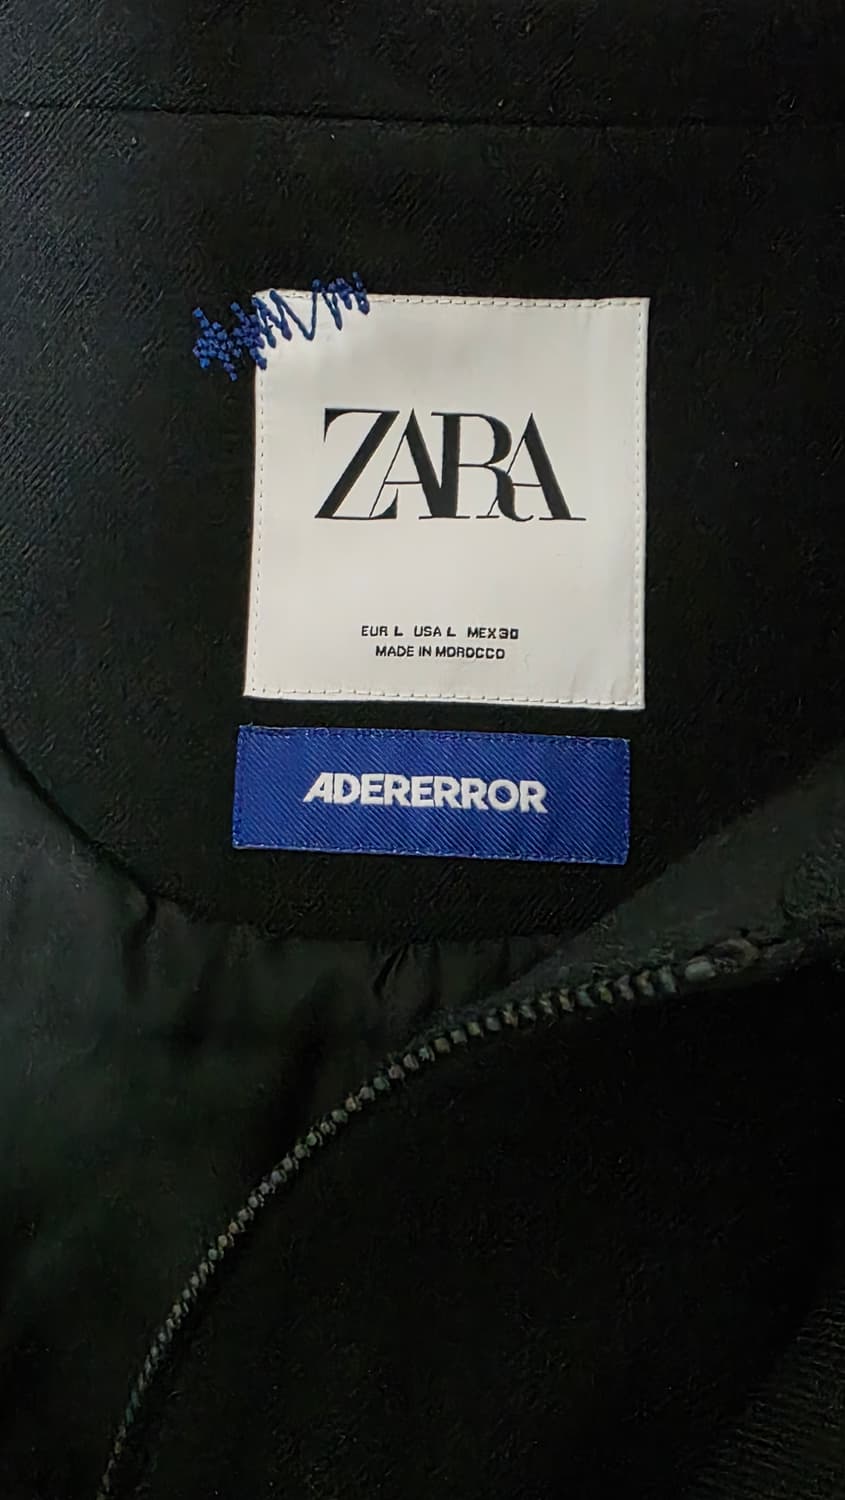 ZARA
EUR L USA L MEX 30
MADE IN MOROCCO
ADERERROR